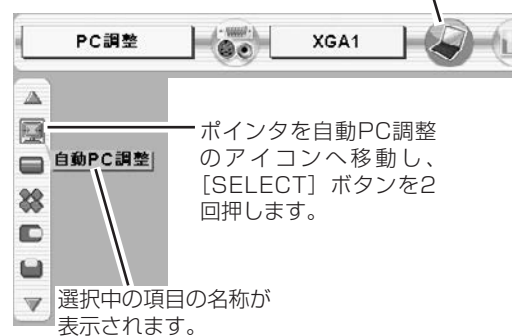 PC調整
XGA1
ポインタを自動PC調整
のアイコンへ移動し、
［SELECT］ボタンを2
回押します。
自動PC調整
選択中の項目の名称が
表示されます。